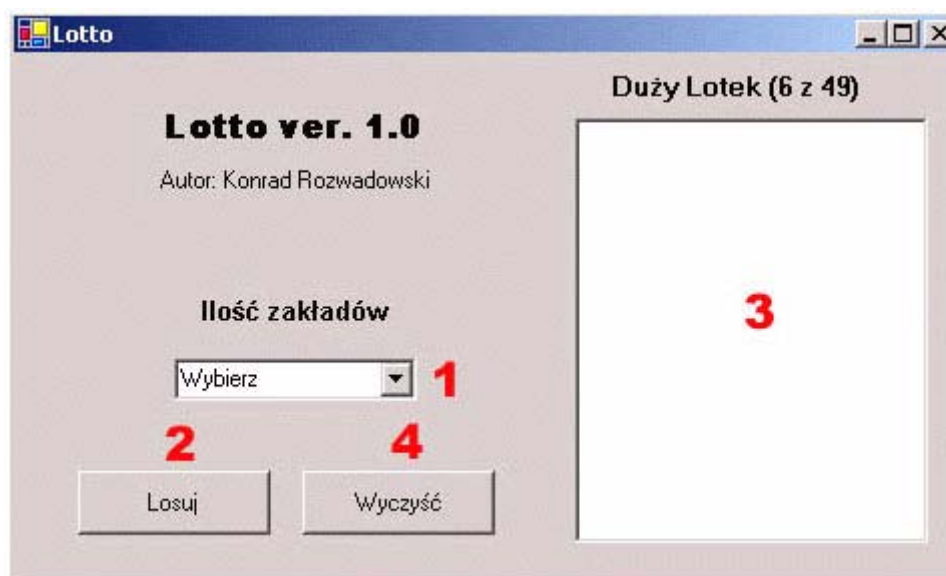 Lotto
Duży Lotek (6 z 49)
Lotto ver. 1.0
Autor: Konrad Rozwadowski
3
Ilość zakładów
Wybierz 1
2 4
Losuj Wyczyść